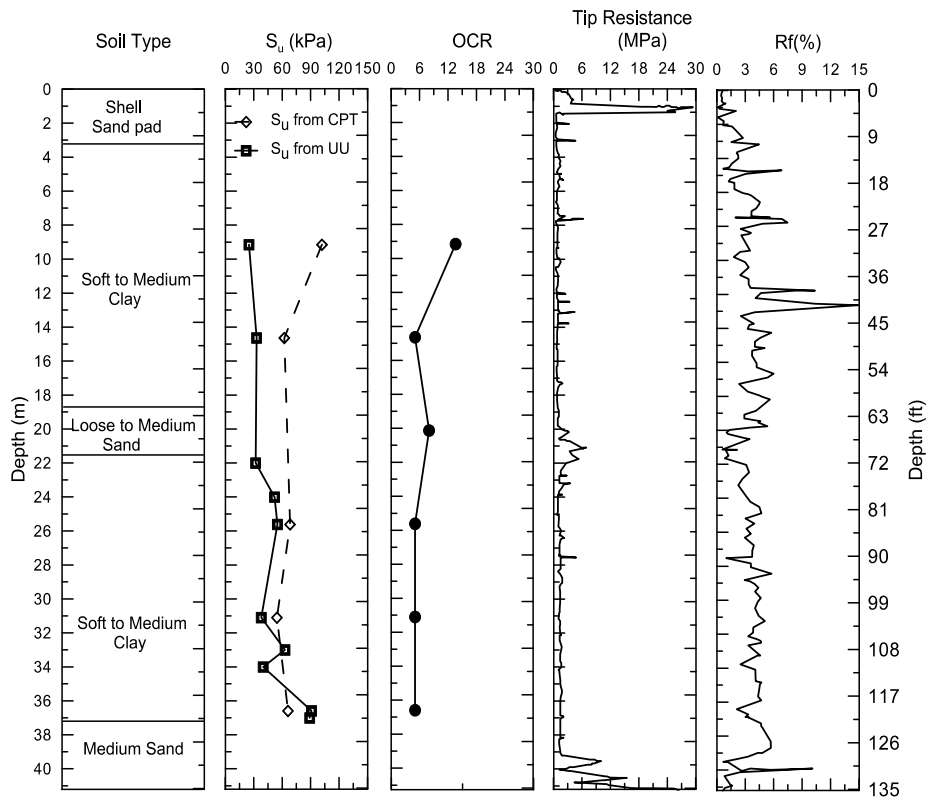 Soil Type
S_u (kPa)
OCR
Tip Resistance
(MPa)
Rf(%)
0 30 60 90 120 150
0 6 12 18 24 30
0 6 12 18 24 30
0 3 6 9 12 15
Depth (m)
0
2
4
6
8
10
12
14
16
18
20
22
24
26
28
30
32
34
36
38
40
Shell
Sand pad
Soft to Medium
Clay
Loose to Medium
Sand
Soft to Medium
Clay
Medium Sand
S_u from CPT
S_u from UU
0
9
18
27
36
45
54
63
72
81
90
99
108
117
126
135
Depth (ft)